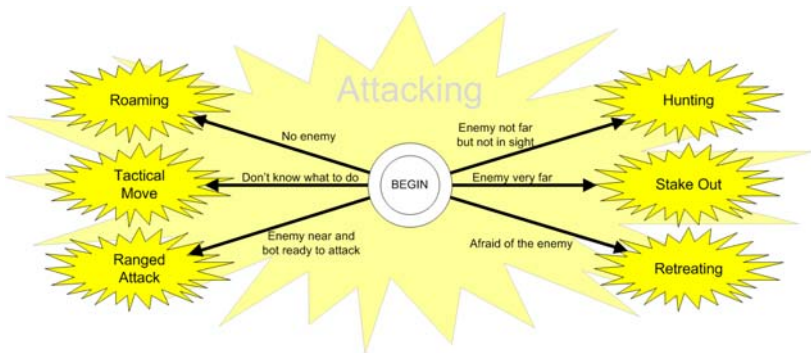 Attacking
Roaming
No enemy
Enemy not far
but not in sight
Hunting
Tactical
Move
Don't know what to do
BEGIN
Enemy very far
Stake Out
Ranged
Attack
Enemy near and
bot ready to attack
Afraid of the enemy
Retreating